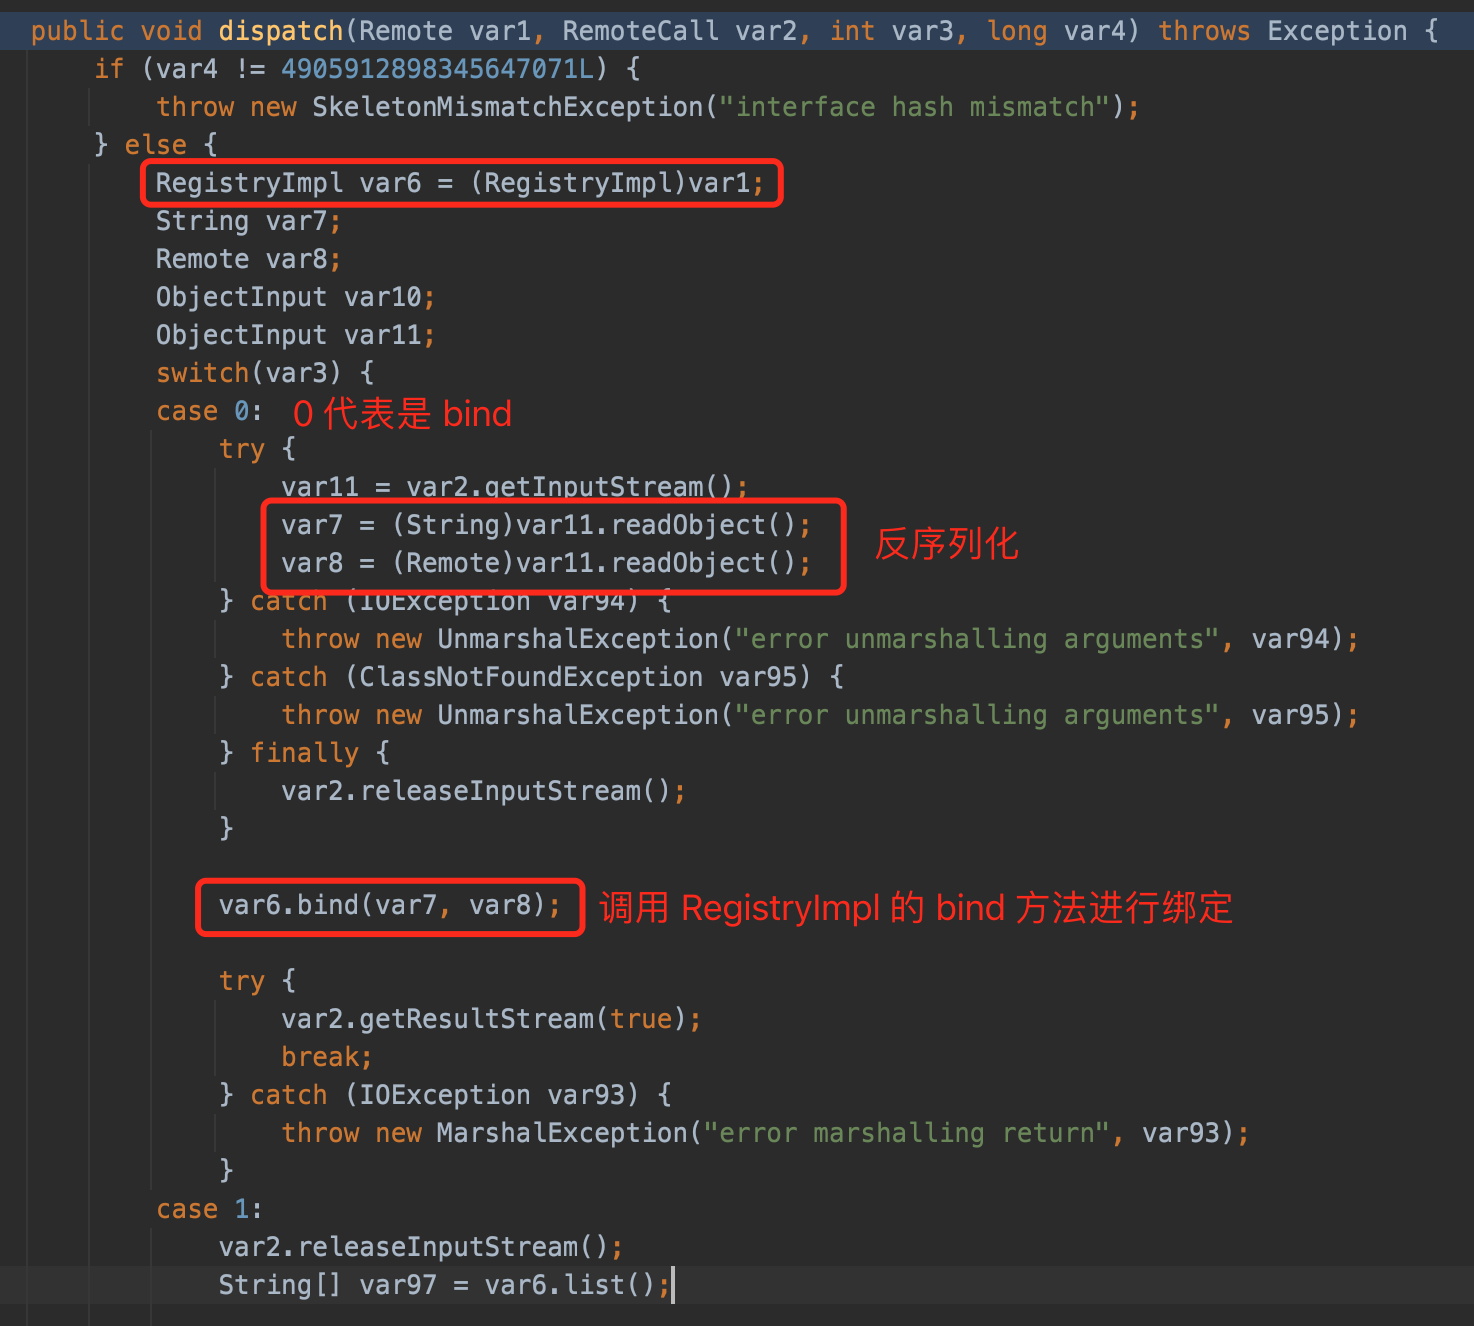 public void dispatch(Remote var1, RemoteCall var2, int var3, long var4) throws Exception {
if (var4 != 4905912898345647071L) {
throw new SkeletonMismatchException("interface hash mismatch");
} else {
RegistryImpl var6 = (RegistryImpl)var1;
String var7;
Remote var8;
ObjectInput var10;
ObjectInput var11;
switch(var3) {
case 0: 0 代表是 bind
try {
var11 = var2.getInputStream();
var7 = (String)var11.readObject();
var8 = (Remote)var11.readObject();
反序列化
} catch (IOException var94) {
throw new UnmarshalException("error unmarshalling arguments", var94);
} catch (ClassNotFoundException var95) {
throw new UnmarshalException("error unmarshalling arguments", var95);
} finally {
var2.releaseInputStream();
}
var6.bind(var7, var8); 调用 RegistryImpl 的 bind 方法进行绑定
try {
var2.getResultStream(true);
break;
} catch (IOException var93) {
throw new MarshalException("error marshalling return", var93);
}
case 1:
var2.releaseInputStream();
String[] var97 = var6.list();